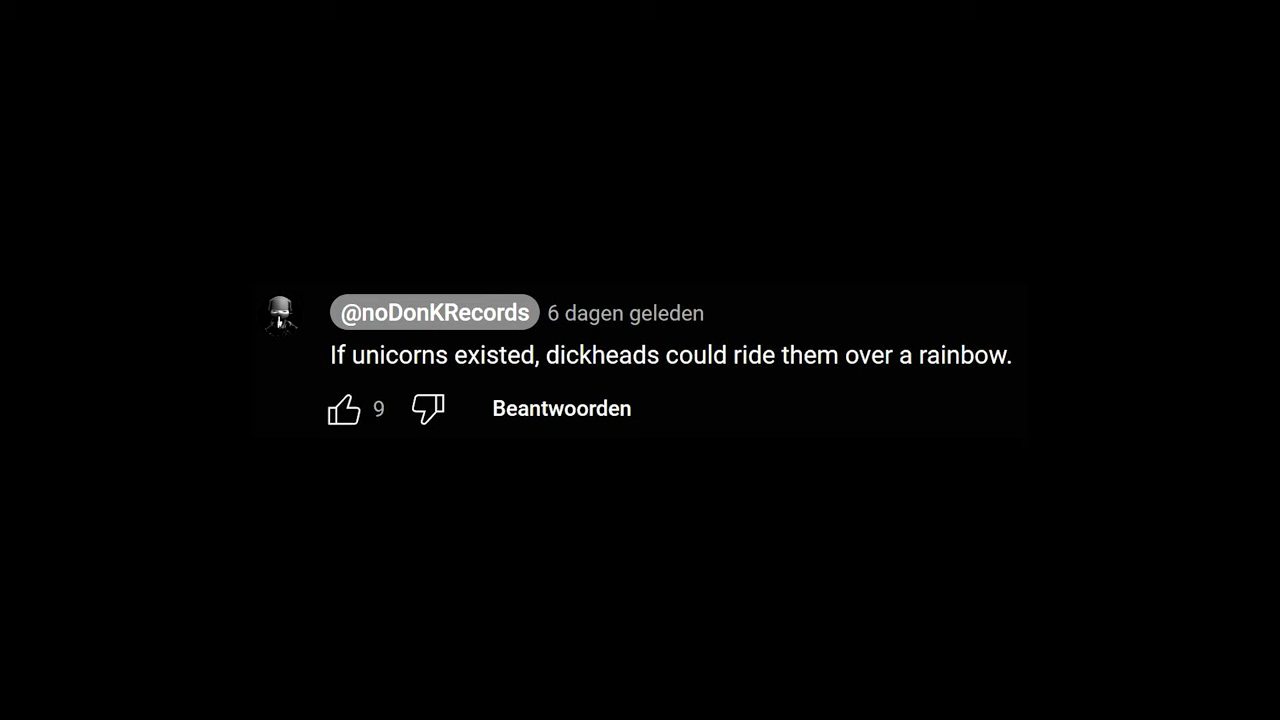 @noDonKRecords 6 dagen geleden
If unicorns existed, dickheads could ride them over a rainbow.
9 Beantwoorden